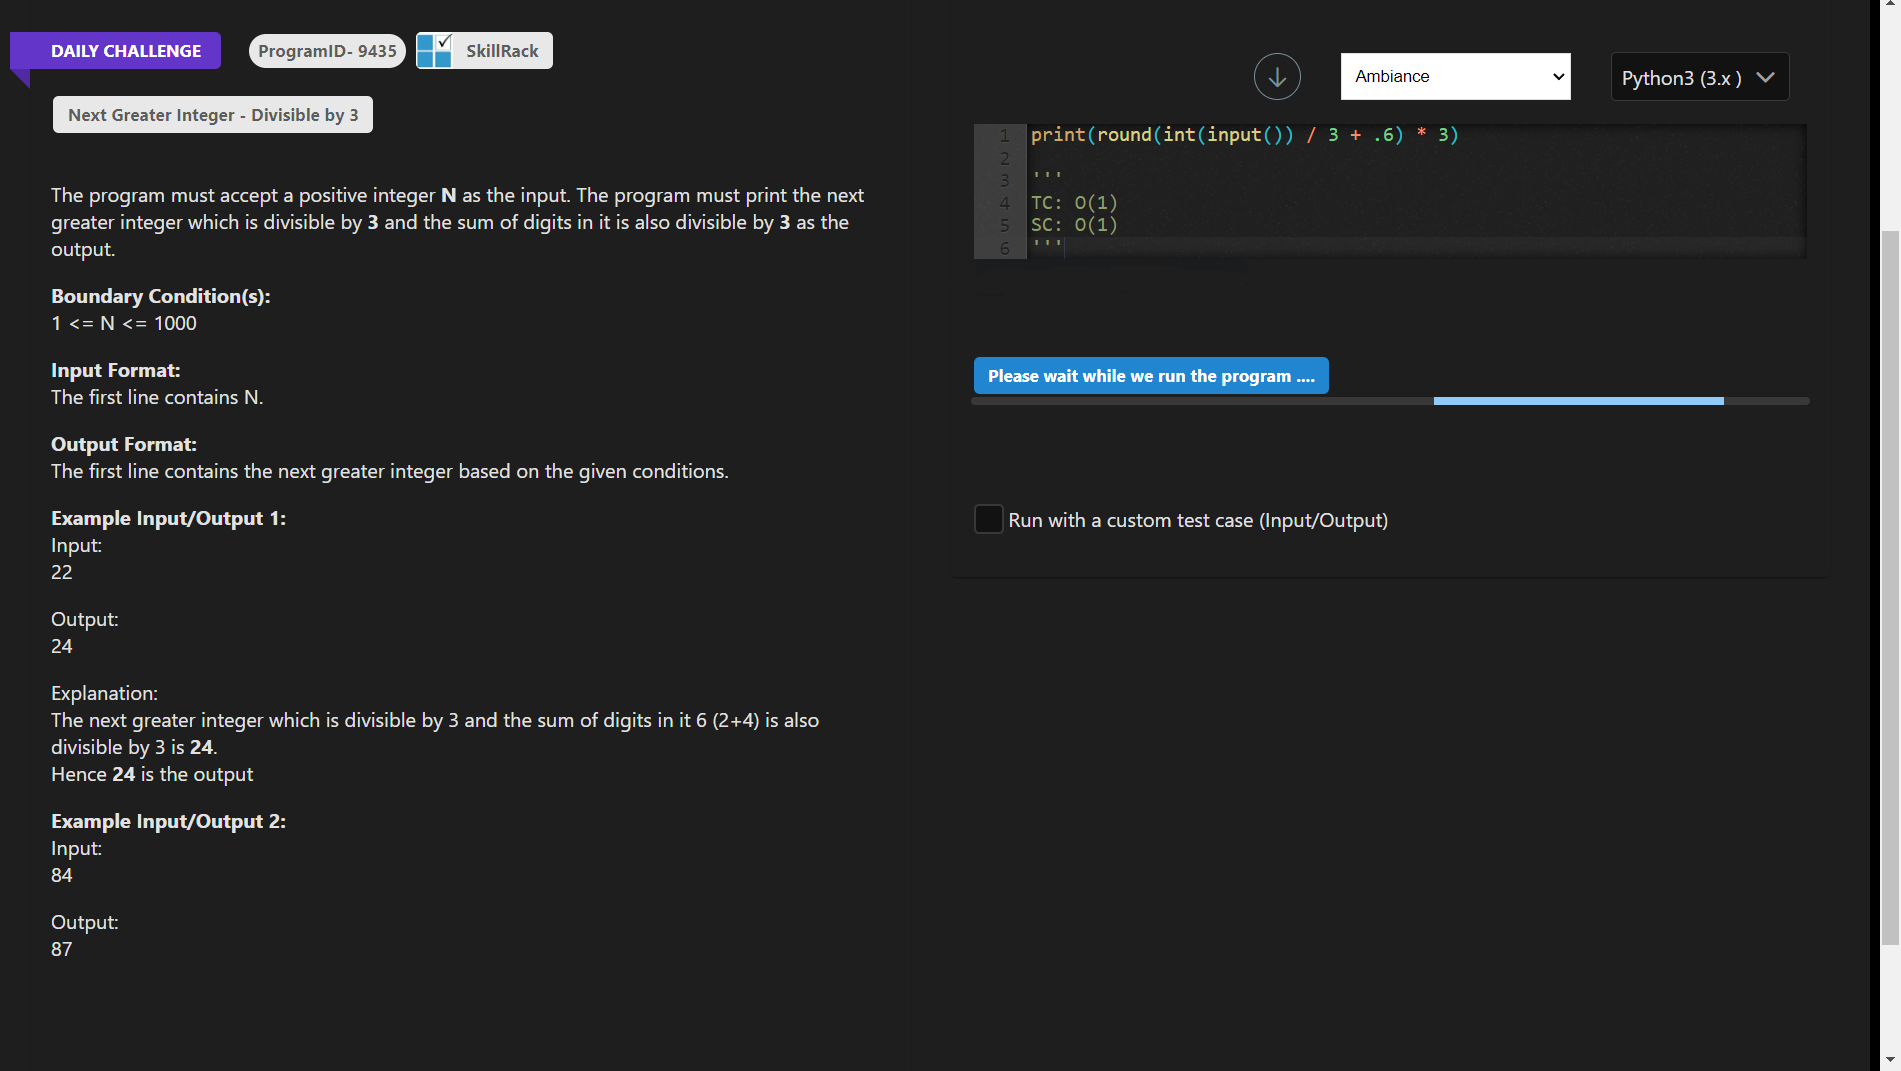 DAILY CHALLENGE
ProgramID- 9435
SkillRack
Next Greater Integer - Divisible by 3
The program must accept a positive integer N as the input. The program must print the next
greater integer which is divisible by 3 and the sum of digits in it is also divisible by 3 as the
output.
Boundary Condition(s):
1 <= N <= 1000
Input Format:
The first line contains N.
Output Format:
The first line contains the next greater integer based on the given conditions.
Example Input/Output 1:
Input:
22
Output:
24
Explanation:
The next greater integer which is divisible by 3 and the sum of digits in it 6 (2+4) is also
divisible by 3 is 24.
Hence 24 is the output
Example Input/Output 2:
Input:
84
Output:
87
Ambiance
Python3 (3.x )
1 print(round(int(input()) / 3 + .6) * 3)
2
3 '''
4 TC: O(1)
5 SC: O(1)
6 '''
Please wait while we run the program ....
Run with a custom test case (Input/Output)